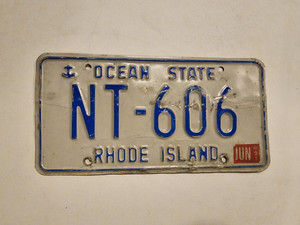 OCEAN STATE
NT-606
RHODE ISLAND
JUN